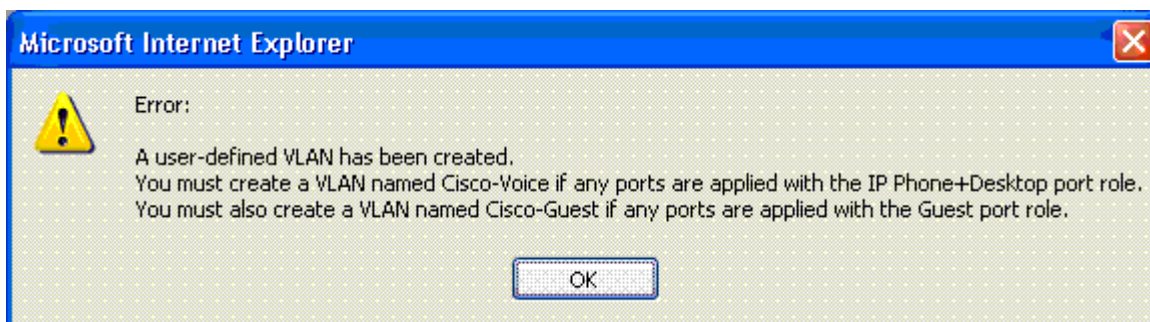 Microsoft Internet Explorer
Error:
A user-defined VLAN has been created.
You must create a VLAN named Cisco-Voice if any ports are applied with the IP Phone+Desktop port role.
You must also create a VLAN named Cisco-Guest if any ports are applied with the Guest port role.
OK